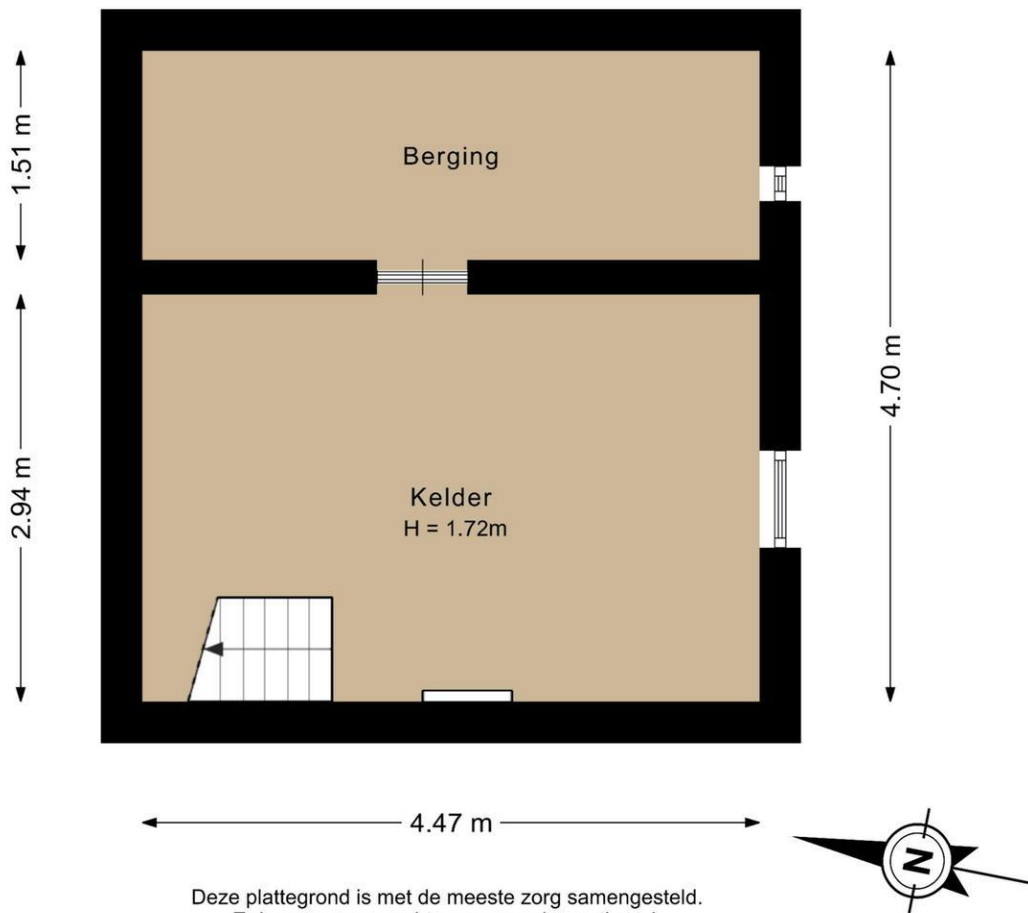 1.51 m
Berging
4.70 m
2.94 m
Kelder
H = 1.72m
4.47 m
N
Deze plattegrond is met de meeste zorg samengesteld.